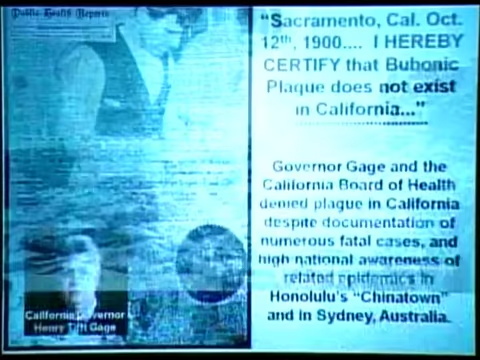 Public Health Reports
"Sacramento, Cal. Oct.
12th, 1900.... I HEREBY
CERTIFY that Bubonic
Plague does not exist
in California..."
Governor Gage and the
California Board of Health
denied plague in California
despite documentation of
numerous fatal cases, and
high national awareness of
related epidemics in
Honolulu's "Chinatown"
and in Sydney, Australia.
California Governor
Henry Tifft Gage